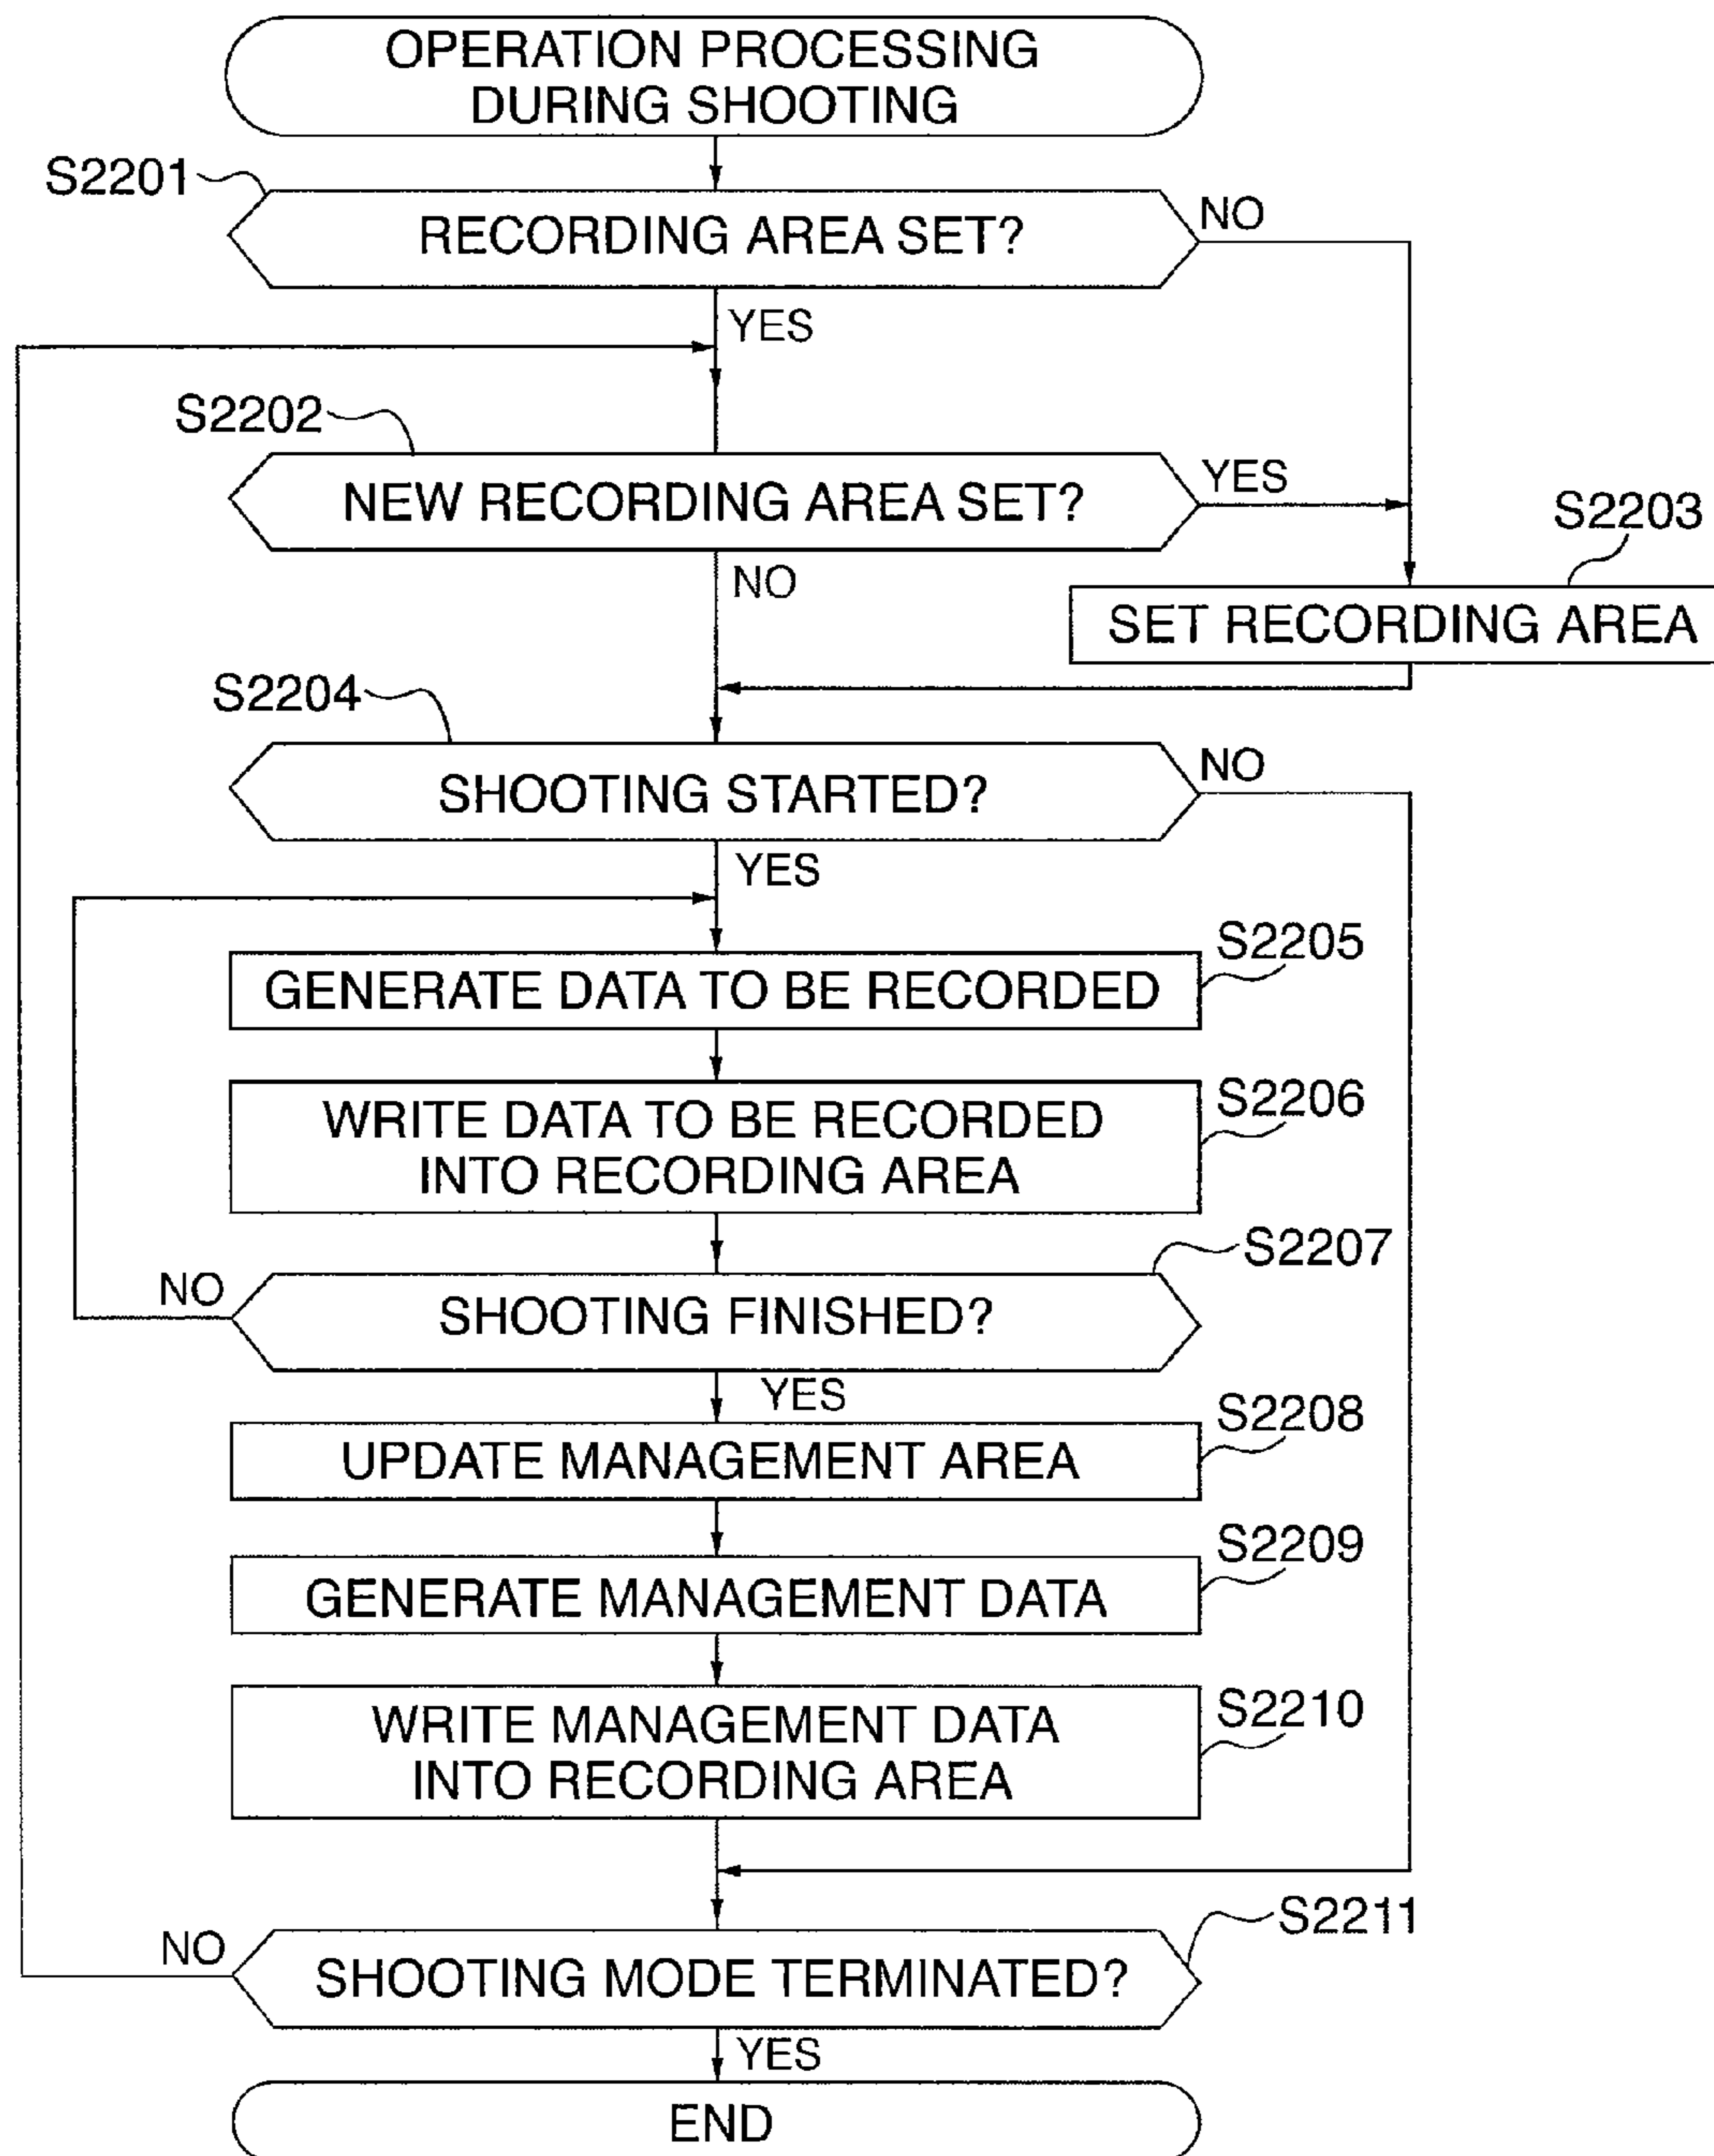 OPERATION PROCESSING
DURING SHOOTING
S2201
RECORDING AREA SET?
NO
YES
S2202
NEW RECORDING AREA SET?
YES
S2203
NO
SET RECORDING AREA
S2204
SHOOTING STARTED?
NO
YES
S2205
GENERATE DATA TO BE RECORDED
S2206
WRITE DATA TO BE RECORDED
INTO RECORDING AREA
S2207
NO
SHOOTING FINISHED?
YES
S2208
UPDATE MANAGEMENT AREA
S2209
GENERATE MANAGEMENT DATA
S2210
WRITE MANAGEMENT DATA
INTO RECORDING AREA
S2211
NO
SHOOTING MODE TERMINATED?
YES
END